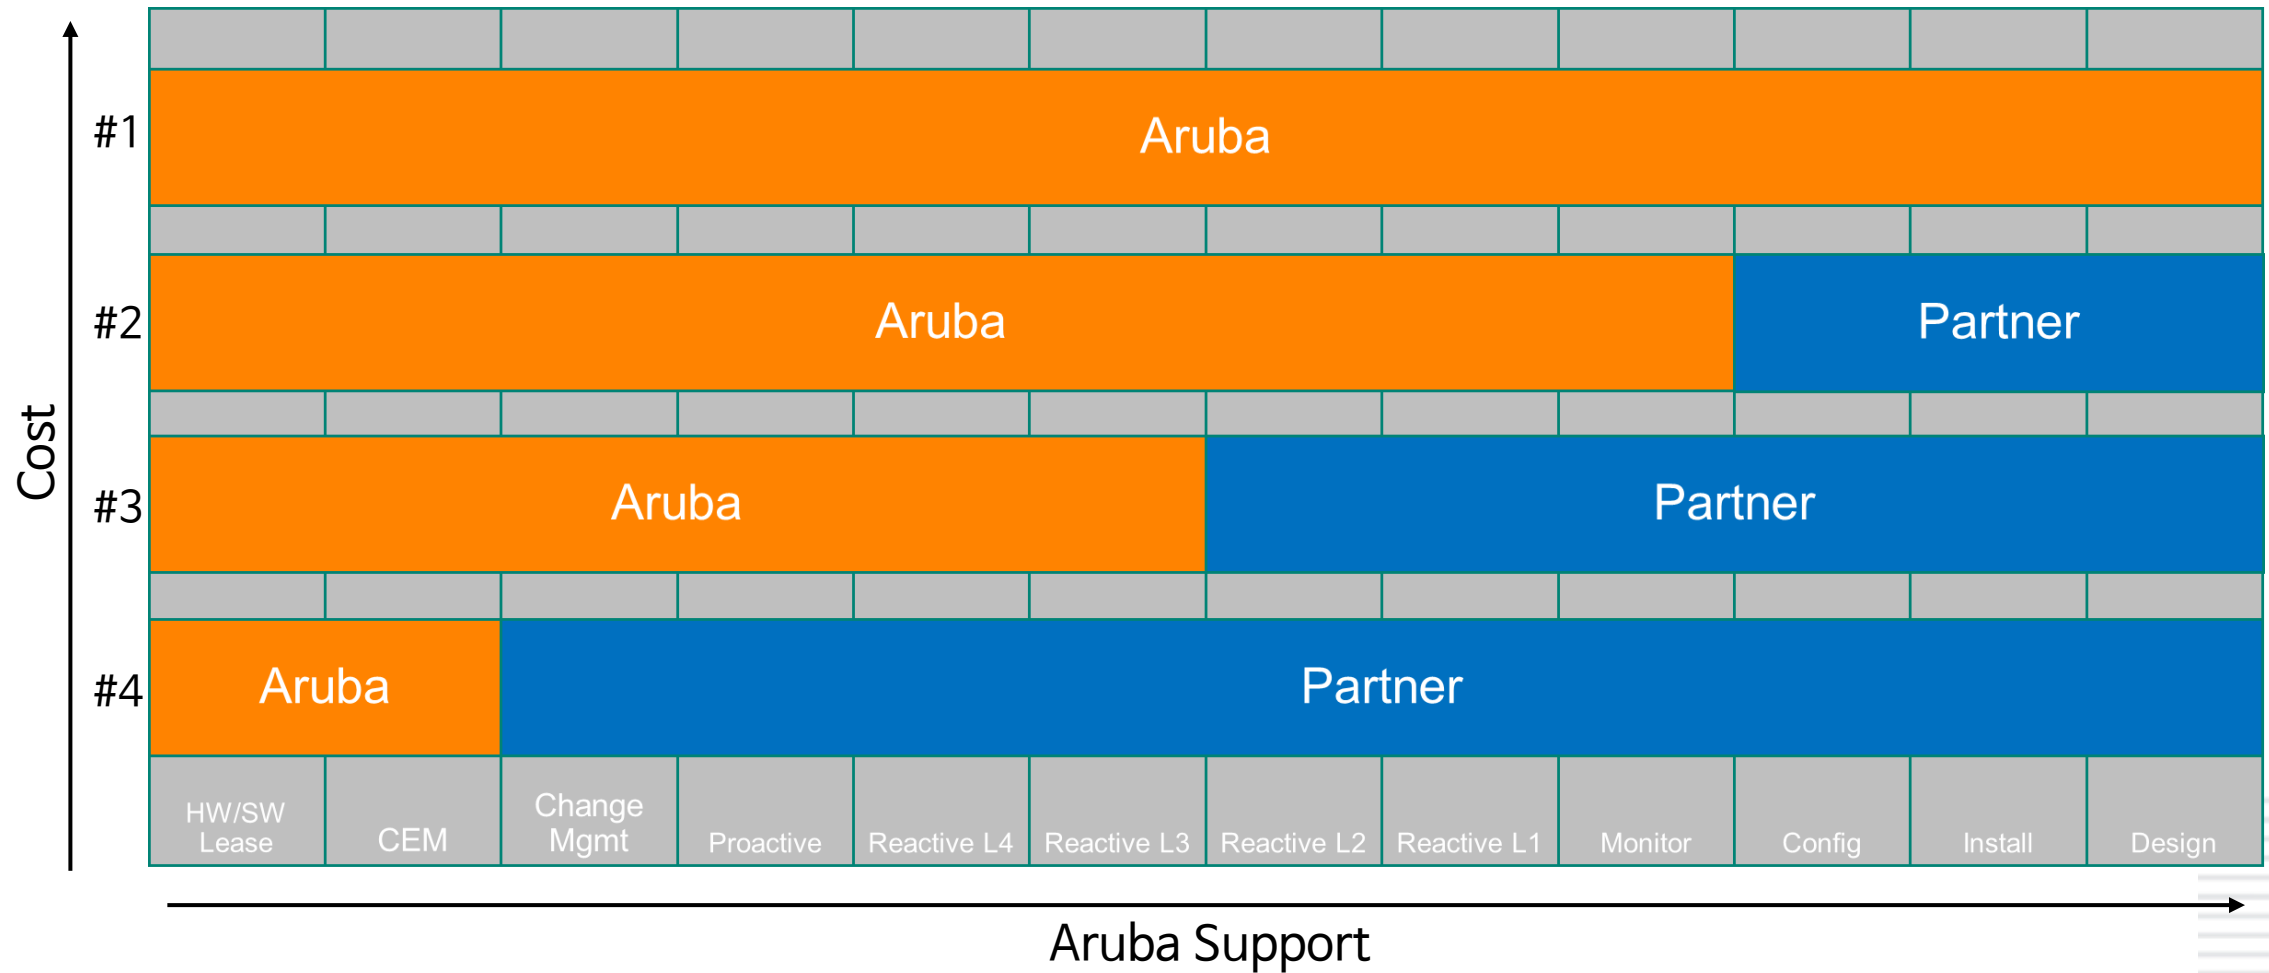 Cost
#1
Aruba
#2
Aruba
Partner
#3
Aruba
Partner
#4
Aruba
Partner
HW/SW
Lease
CEM
Change
Mgmt
Proactive
Reactive L4
Reactive L3
Reactive L2
Reactive L1
Monitor
Config
Install
Design
Aruba Support